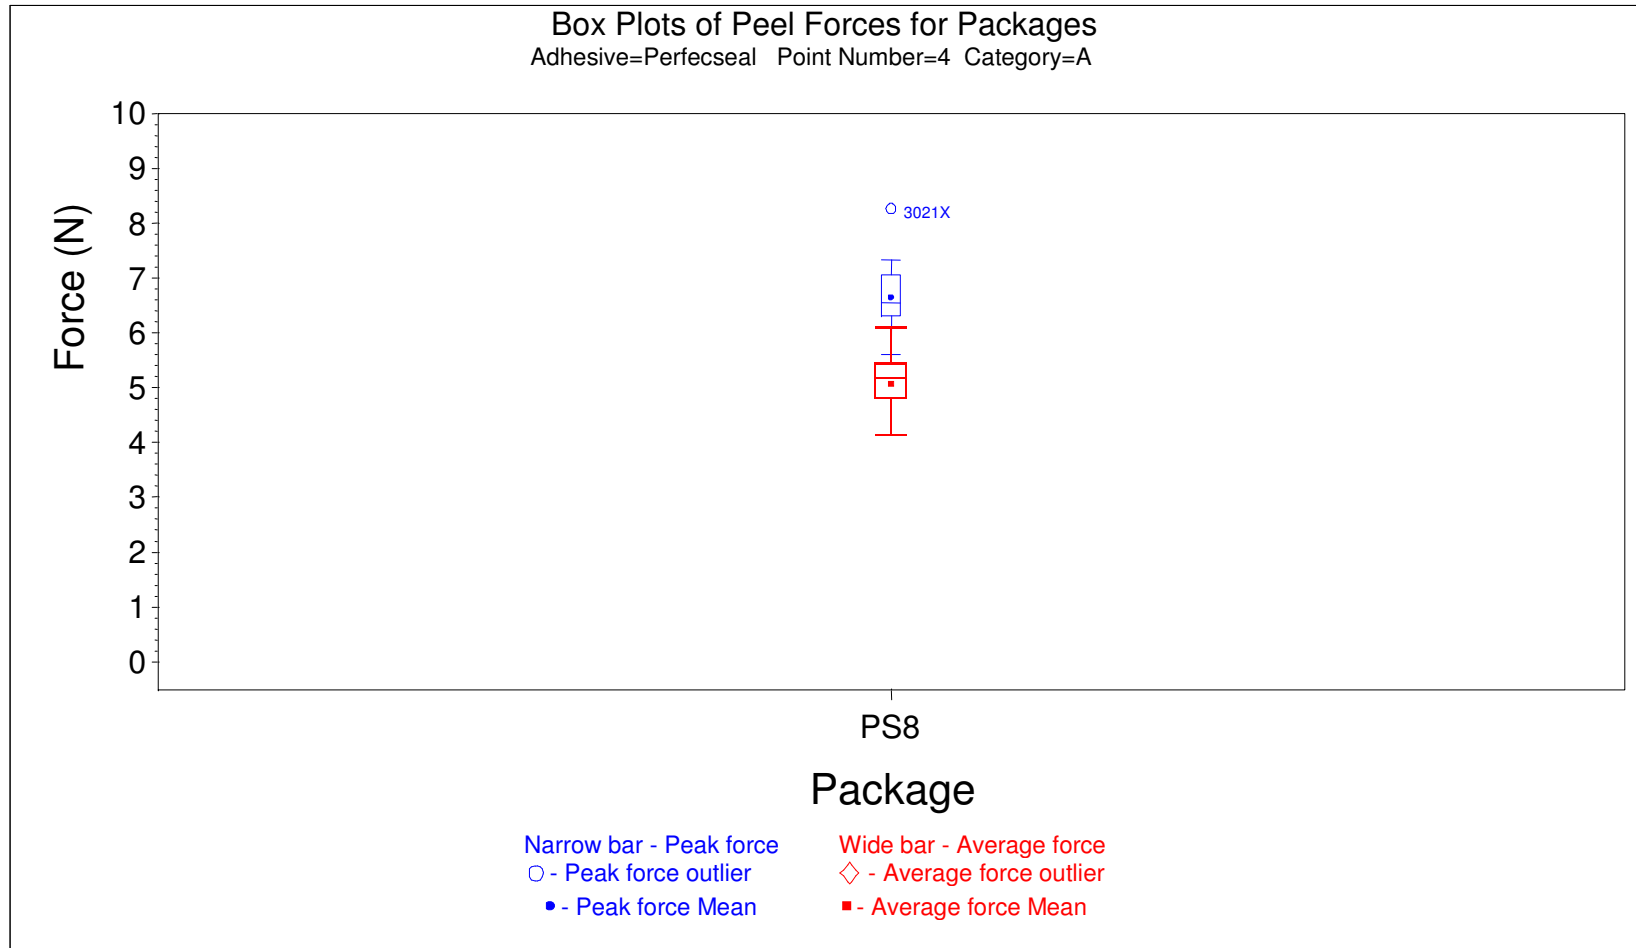 Box Plots of Peel Forces for Packages
Adhesive=Perfecseal Point Number=4 Category=A
Force (N)
10
9
8
7
6
5
4
3
2
1
0
3021X
PS8
Package
Narrow bar - Peak force
- Peak force outlier
- Peak force Mean
Wide bar - Average force
- Average force outlier
- Average force Mean